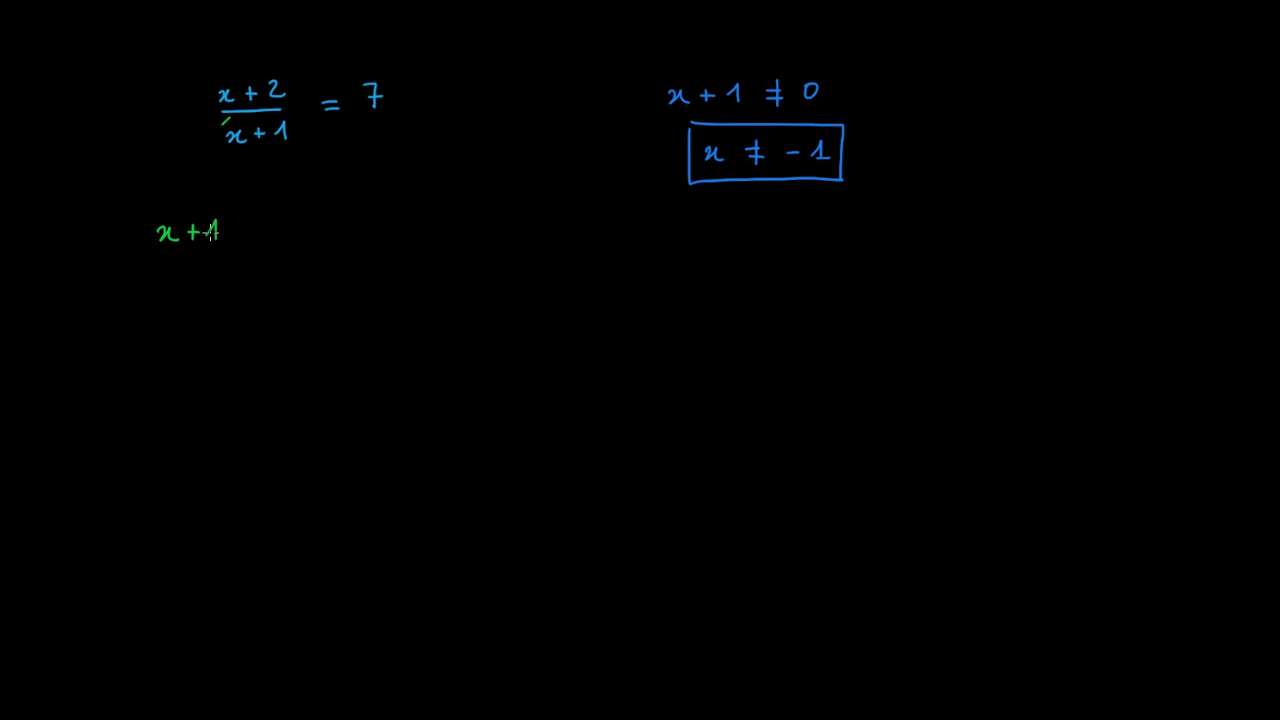 x + 2
x + 1
= 7
x + 1 ≠ 0
x ≠ - 1
x + 1